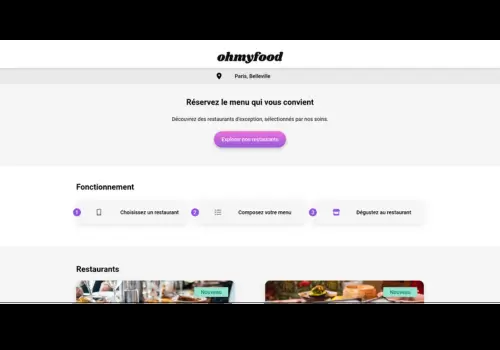 ohmyfood
Paris, Belleville
Réservez le menu qui vous convient
Découvrez des restaurants d'exception, sélectionnés par nos soins.
Explorer nos restaurants
Fonctionnement
1 Choisissez un restaurant
2 Composez votre menu
3 Dégustez au restaurant
Restaurants
Nouveau
Nouveau